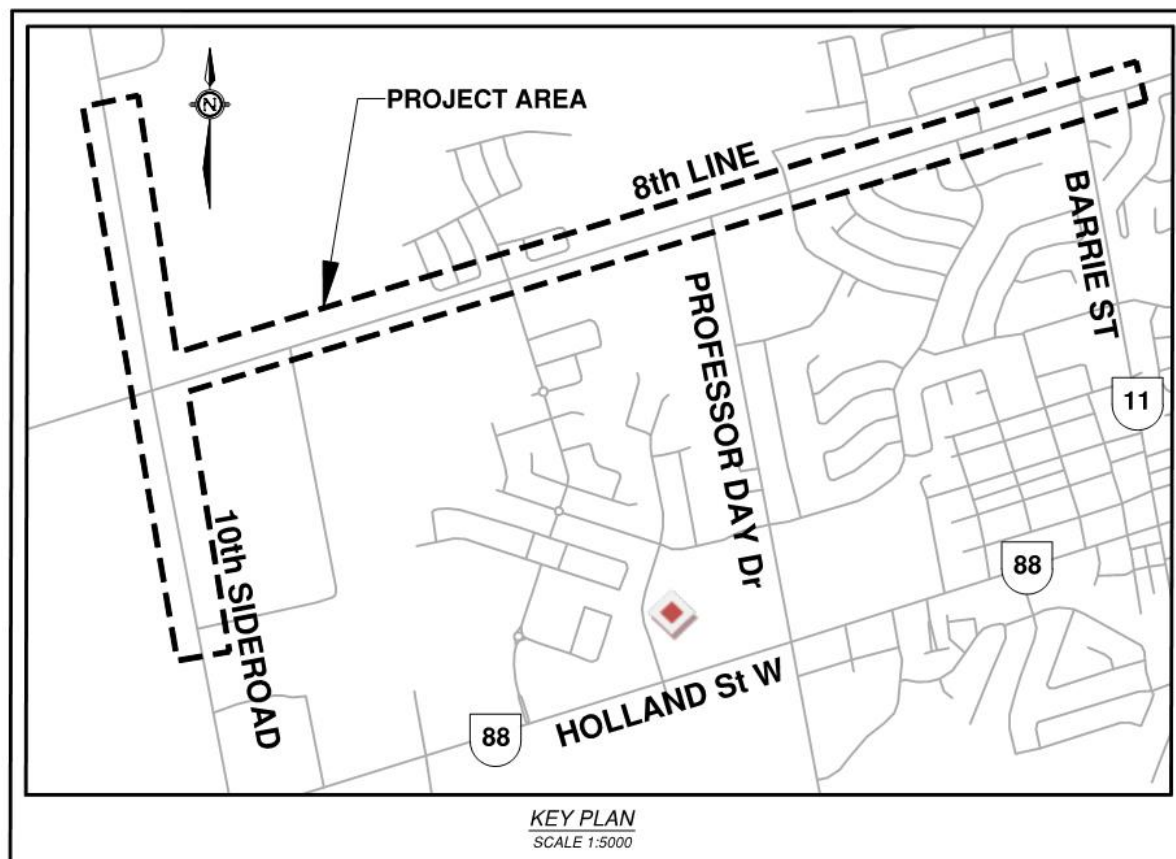 N
PROJECT AREA
8th LINE
BARRIE ST
PROFESSOR DAY Dr
11
10th SIDEROAD
88
HOLLAND St W
88
KEY PLAN
SCALE 1:5000